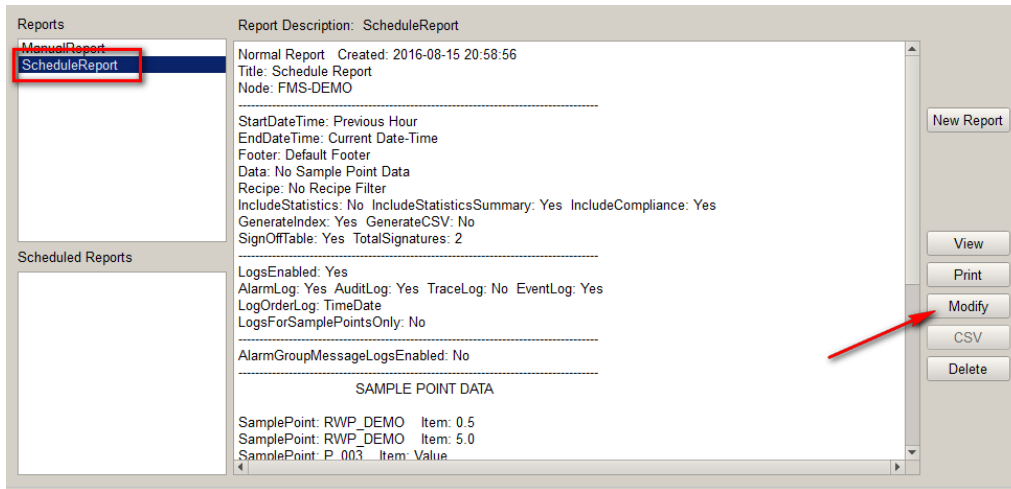 Reports
ManualReport
ScheduleReport
Scheduled Reports
Report Description: ScheduleReport
Normal Report Created: 2016-08-15 20:58:56
Title: Schedule Report
Node: FMS-DEMO
--------------------------------------------------------------------------------
StartDateTime: Previous Hour
EndDateTime: Current Date-Time
Footer: Default Footer
Data: No Sample Point Data
Recipe: No Recipe Filter
IncludeStatistics: No IncludeStatisticsSummary: Yes IncludeCompliance: Yes
GenerateIndex: Yes GenerateCSV: No
SignOffTable: Yes TotalSignatures: 2
--------------------------------------------------------------------------------
LogsEnabled: Yes
AlarmLog: Yes AuditLog: Yes TraceLog: No EventLog: Yes
LogOrderLog: TimeDate
LogsForSamplePointsOnly: No
--------------------------------------------------------------------------------
AlarmGroupMessageLogsEnabled: No
--------------------------------------------------------------------------------
SAMPLE POINT DATA
SamplePoint: RWP_DEMO Item: 0.5
SamplePoint: RWP_DEMO Item: 5.0
SamplePoint: P_003 Item: Value
New Report
View
Print
Modify
CSV
Delete